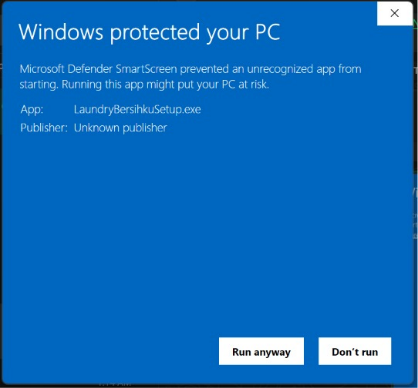 Windows protected your PC
Microsoft Defender SmartScreen prevented an unrecognized app from
starting. Running this app might put your PC at risk.
App: LaundryBersihkuSetup.exe
Publisher: Unknown publisher
Run anyway
Don't run